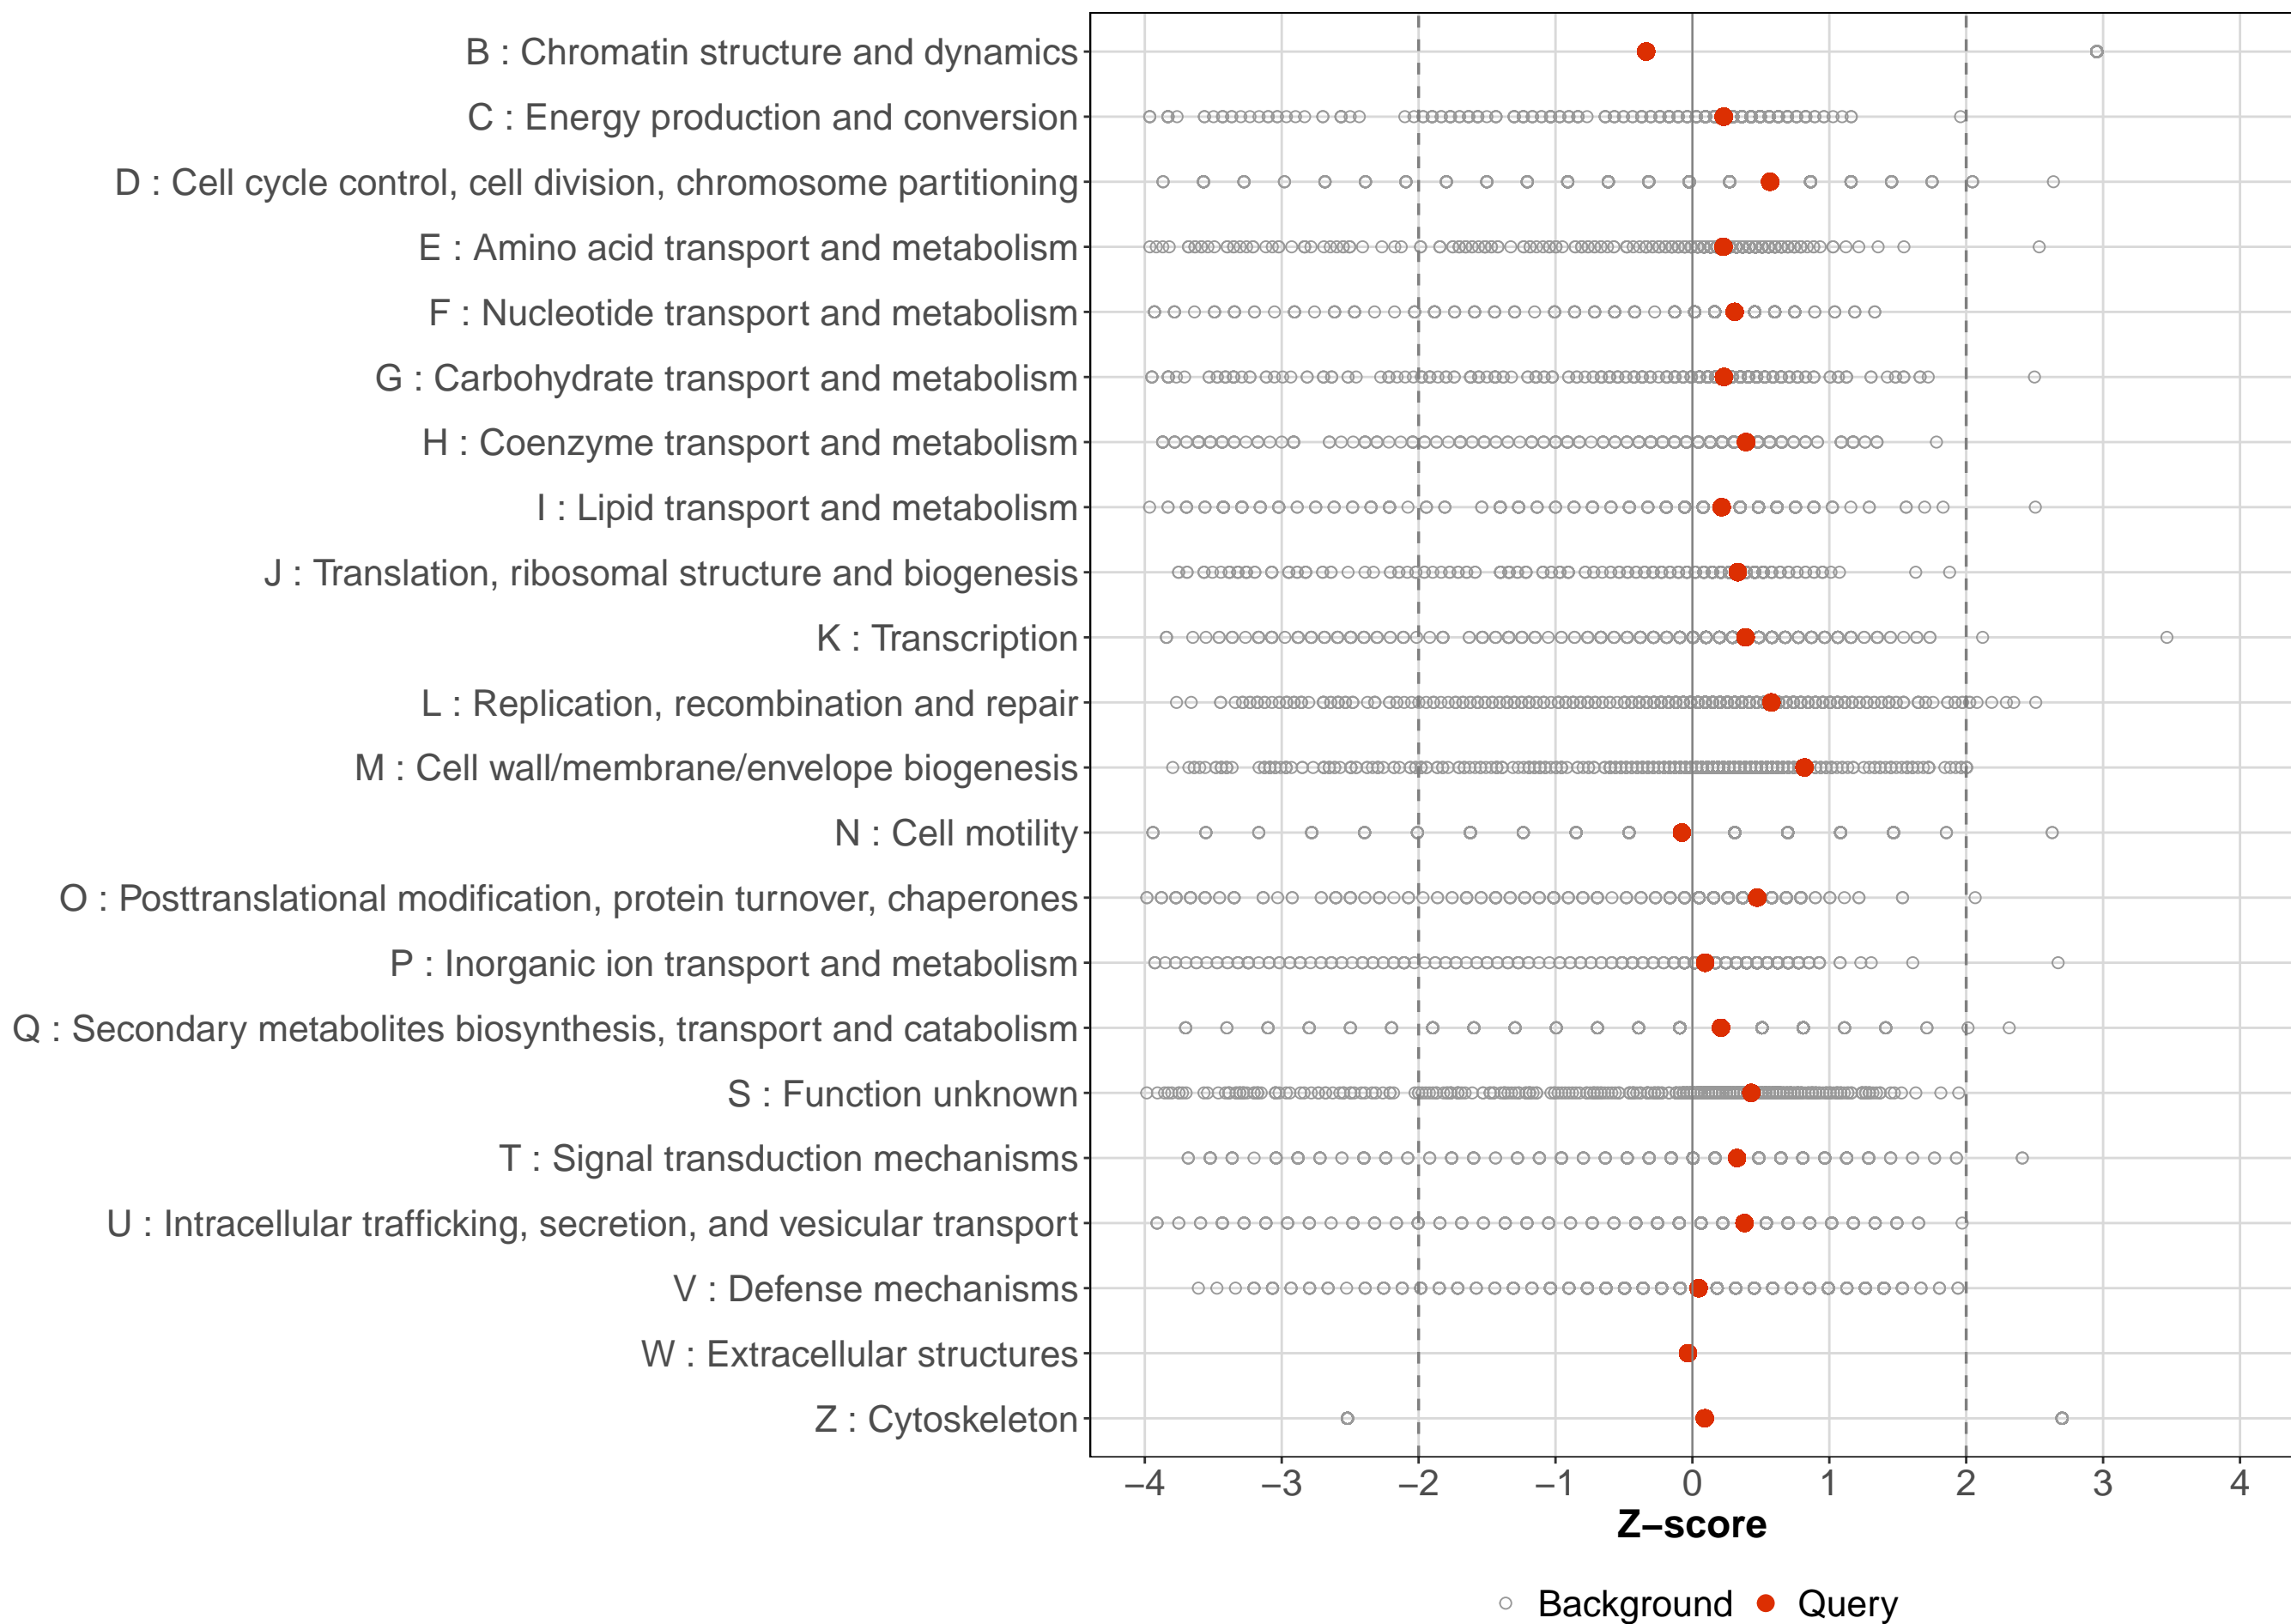 B : Chromatin structure and dynamics
C : Energy production and conversion
D : Cell cycle control, cell division, chromosome partitioning
E : Amino acid transport and metabolism
F : Nucleotide transport and metabolism
G : Carbohydrate transport and metabolism
H : Coenzyme transport and metabolism
I : Lipid transport and metabolism
J : Translation, ribosomal structure and biogenesis
K : Transcription
L : Replication, recombination and repair
M : Cell wall/membrane/envelope biogenesis
N : Cell motility
O : Posttranslational modification, protein turnover, chaperones
P : Inorganic ion transport and metabolism
Q : Secondary metabolites biosynthesis, transport and catabolism
S : Function unknown
T : Signal transduction mechanisms
U : Intracellular trafficking, secretion, and vesicular transport
V : Defense mechanisms
W : Extracellular structures
Z : Cytoskeleton
−4 −3 −2 −1 0 1 2 3 4
Z−score
Background Query